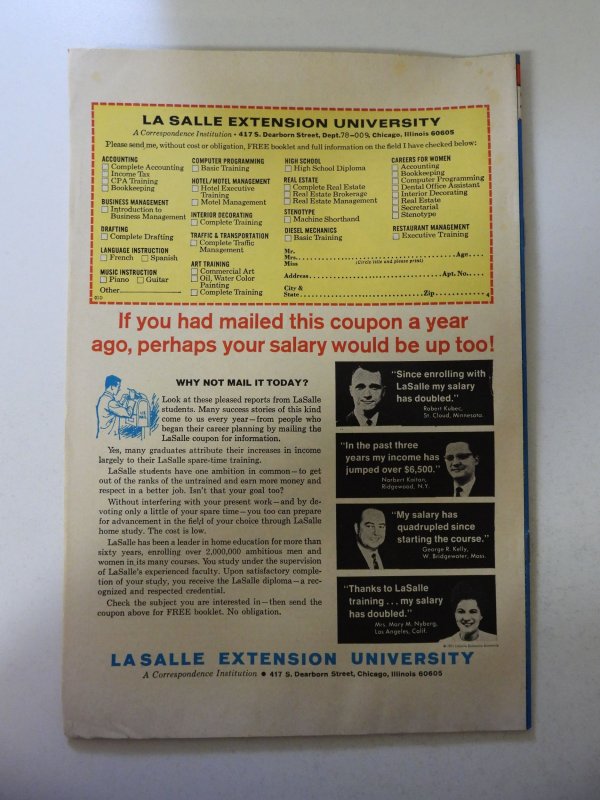 LA SALLE EXTENSION UNIVERSITY
A Correspondence Institution • 417 S. Dearborn Street, Dept. 78-009, Chicago, Illinois 60605
Please send me, without cost or obligation, FREE booklet and full information on the field I have checked below:
ACCOUNTING
Complete Accounting
Income Tax
CPA Training
Bookkeeping
BUSINESS MANAGEMENT
Introduction to
Business Management
DRAFTING
Complete Drafting
LANGUAGE INSTRUCTION
French Spanish
MUSIC INSTRUCTION
Piano Guitar
Other
010
COMPUTER PROGRAMMING
Basic Training
HOTEL/MOTEL MANAGEMENT
Hotel Executive
Training
Motel Management
INTERIOR DECORATING
Complete Training
TRAFFIC & TRANSPORTATION
Complete Traffic
Management
ART TRAINING
Commercial Art
Oil, Water Color
Painting
Complete Training
HIGH SCHOOL
High School Diploma
REAL ESTATE
Complete Real Estate
Real Estate Brokerage
Real Estate Management
STENOTYPE
Machine Shorthand
DIESEL MECHANICS
Basic Training
CAREERS FOR WOMEN
Accounting
Bookkeeping
Computer Programming
Dental Office Assistant
Interior Decorating
Real Estate
Secretarial
Stenotype
RESTAURANT MANAGEMENT
Executive Training
Mr.
Mrs. Age
Miss (Circle title and please print)
Address Apt. No.
City &
State Zip 4
If you had mailed this coupon a year
ago, perhaps your salary would be up too!
WHY NOT MAIL IT TODAY?
Look at these pleased reports from LaSalle
students. Many success stories of this kind
come to us every year—from people who
began their career planning by mailing the
LaSalle coupon for information.
Yes, many graduates attribute their increases in income
largely to their LaSalle spare-time training.
LaSalle students have one ambition in common—to get
out of the ranks of the untrained and earn more money and
respect in a better job. Isn't that your goal too?
Without interfering with your present work—and by de-
voting only a little of your spare time—you too can prepare
for advancement in the field of your choice through LaSalle
home study. The cost is low.
LaSalle has been a leader in home education for more than
sixty years, enrolling over 2,000,000 ambitious men and
women in its many courses. You study under the supervision
of LaSalle's experienced faculty. Upon satisfactory comple-
tion of your study, you receive the LaSalle diploma—a rec-
ognized and respected credential.
Check the subject you are interested in—then send the
coupon above for FREE booklet. No obligation.
"Since enrolling with
LaSalle my salary
has doubled."
Robert Kubec,
St. Cloud, Minnesota
"In the past three
years my income has
jumped over $6,500."
Norbert Kaitan,
Ridgewood, N.Y.
"My salary has
quadrupled since
starting the course."
George R. Kelly,
W. Bridgewater, Mass.
"Thanks to LaSalle
training . . . my salary
has doubled."
Mrs. Mary M. Nyberg,
Los Angeles, Calif.
LA SALLE EXTENSION UNIVERSITY
A Correspondence Institution • 417 S. Dearborn Street, Chicago, Illinois 60605